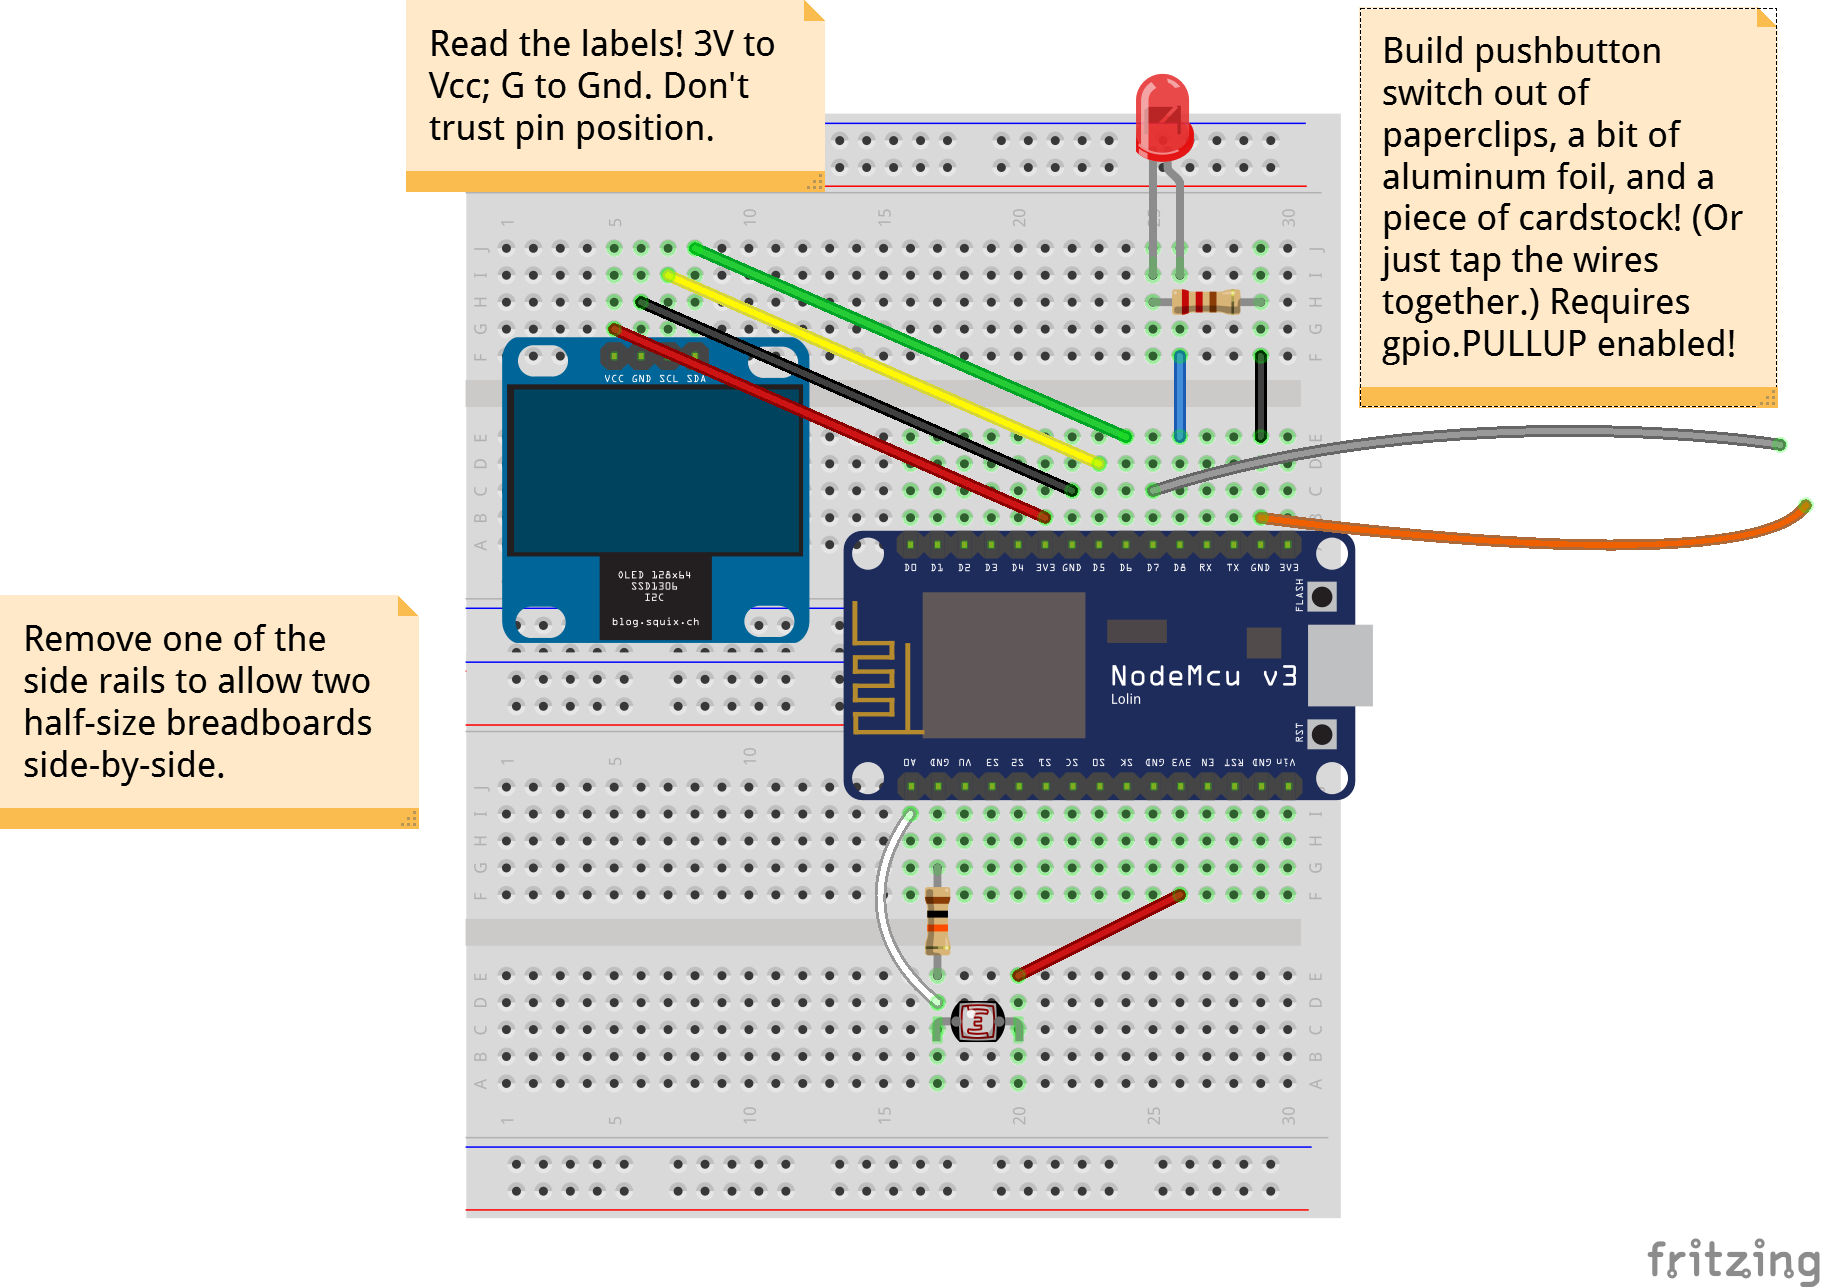 Read the labels! 3V to
Vcc; G to Gnd. Don't
trust pin position.
Build pushbutton
switch out of
paperclips, a bit of
aluminum foil, and a
piece of cardstock! (Or
just tap the wires
together.) Requires
gpio.PULLUP enabled!
1 5 10 15 20 25 30
J J
I I
H H
G G
F F
VCC GND SCL SDA
E
D D
C C
B B
A
D0 D1 D2 D3 D4 3V3 GND D5 D6 D7 D8 RX TX GND 3V3
OLED 128x64
SSD1306
I2C
blog.squix.ch
FLASH
Remove one of the
side rails to allow two
half-size breadboards
side-by-side.
NodeMcu v3
Lolin
RST
A0 GND VU S3 S2 S1 SC SO SK GND 3V3 EN RST GND Vin
1 5 10
J
I I
H H
G G
F F
E E
D D
C C
B B
A A
1 5 10 15 20 25 30
fritzing